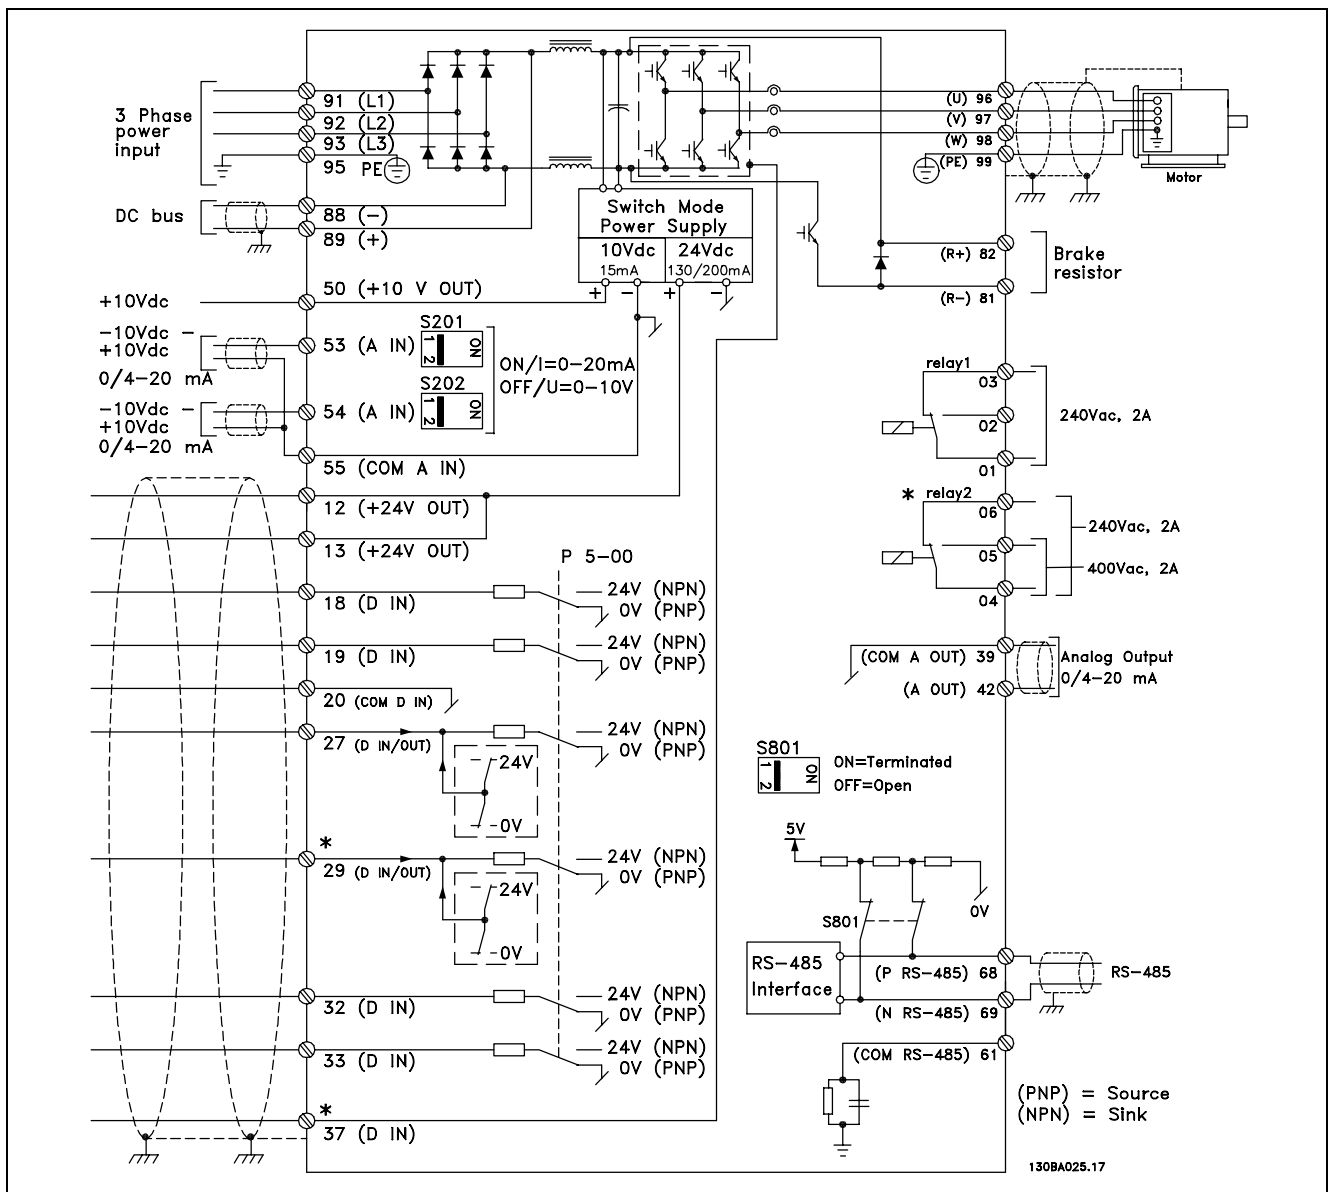 3 Phase
power
input
91 (L1)
92 (L2)
93 (L3)
95 PE
DC bus
88 (−)
89 (+)
Switch Mode
Power Supply
10Vdc
15mA
24Vdc
130/200mA
+ − + −
(U) 96
(V) 97
(W) 98
(PE) 99
Motor
(R+) 82
(R−) 81
Brake
resistor
+10Vdc
50 (+10 V OUT)
−10Vdc −
+10Vdc
0/4−20 mA
53 (A IN)
S201
1 2 ON
−10Vdc −
+10Vdc
0/4−20 mA
54 (A IN)
S202
1 2 ON
ON/I=0−20mA
OFF/U=0−10V
55 (COM A IN)
12 (+24V OUT)
13 (+24V OUT)
P 5-00
18 (D IN)
24V (NPN)
0V (PNP)
19 (D IN)
24V (NPN)
0V (PNP)
20 (COM D IN)
27 (D IN/OUT)
24V (NPN)
0V (PNP)
24V
0V
*
29 (D IN/OUT)
24V (NPN)
0V (PNP)
24V
0V
32 (D IN)
24V (NPN)
0V (PNP)
33 (D IN)
24V (NPN)
0V (PNP)
*
37 (D IN)
relay1
03
02
01
240Vac, 2A
* relay2
06
05
04
240Vac, 2A
400Vac, 2A
(COM A OUT) 39
(A OUT) 42
Analog Output
0/4−20 mA
S801
1 2 ON
ON=Terminated
OFF=Open
5V
0V
S801
RS−485
Interface
(P RS−485) 68
(N RS−485) 69
RS−485
(COM RS−485) 61
(PNP) = Source
(NPN) = Sink
130BA025.17